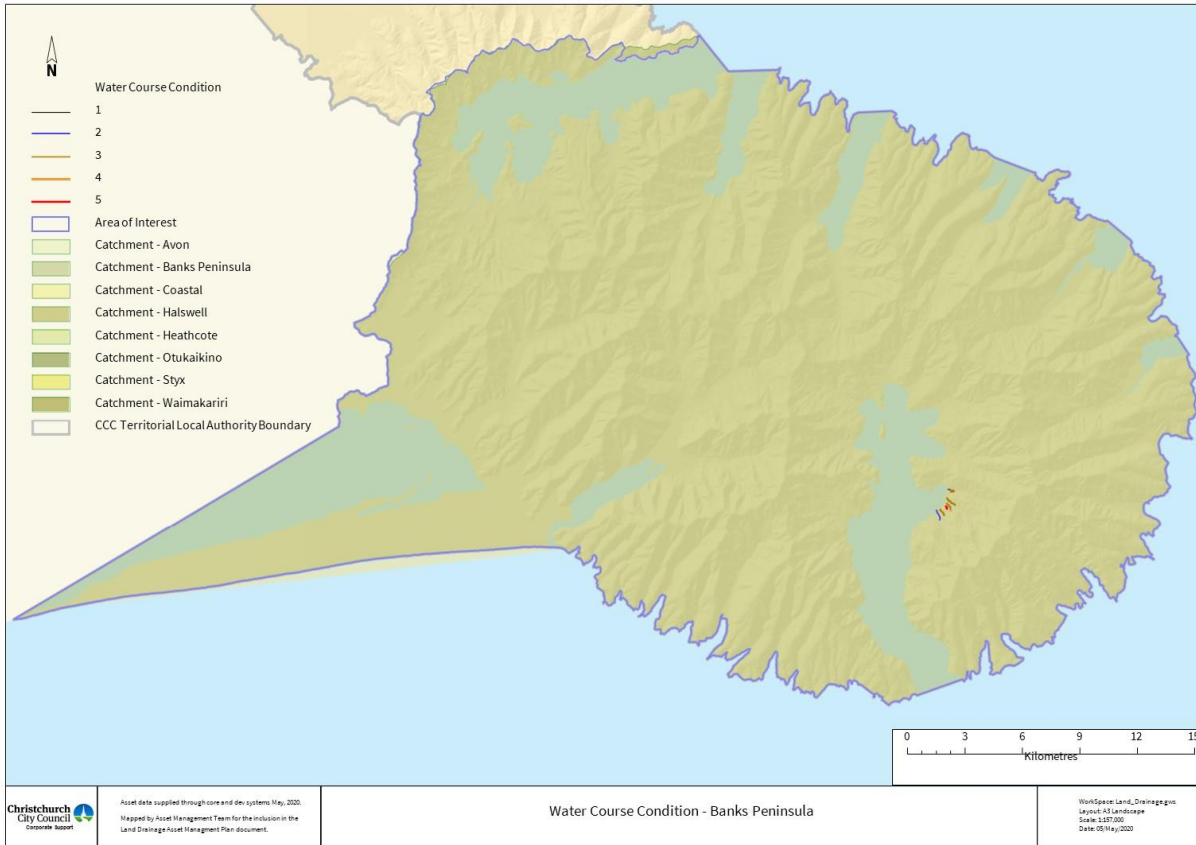 N
Water Course Condition
1
2
3
4
5
Area of Interest
Catchment - Avon
Catchment - Banks Peninsula
Catchment - Coastal
Catchment - Halswell
Catchment - Heathcote
Catchment - Otukaikino
Catchment - Styx
Catchment - Waimakariri
CCC Territorial Local Authority Boundary
0 3 6 9 12 15
Kilometres
Christchurch
City Council
Corporate Support
Asset data supplied through core and dev systems May, 2020.
Mapped by Asset Management Team for the inclusion in the
Land Drainage Asset Managment Plan document.
Water Course Condition - Banks Peninsula
WorkSpace: Land_Drainage.gws
Layout: A3 Landscape
Scale: 1:157,000
Date: 05/May/2020